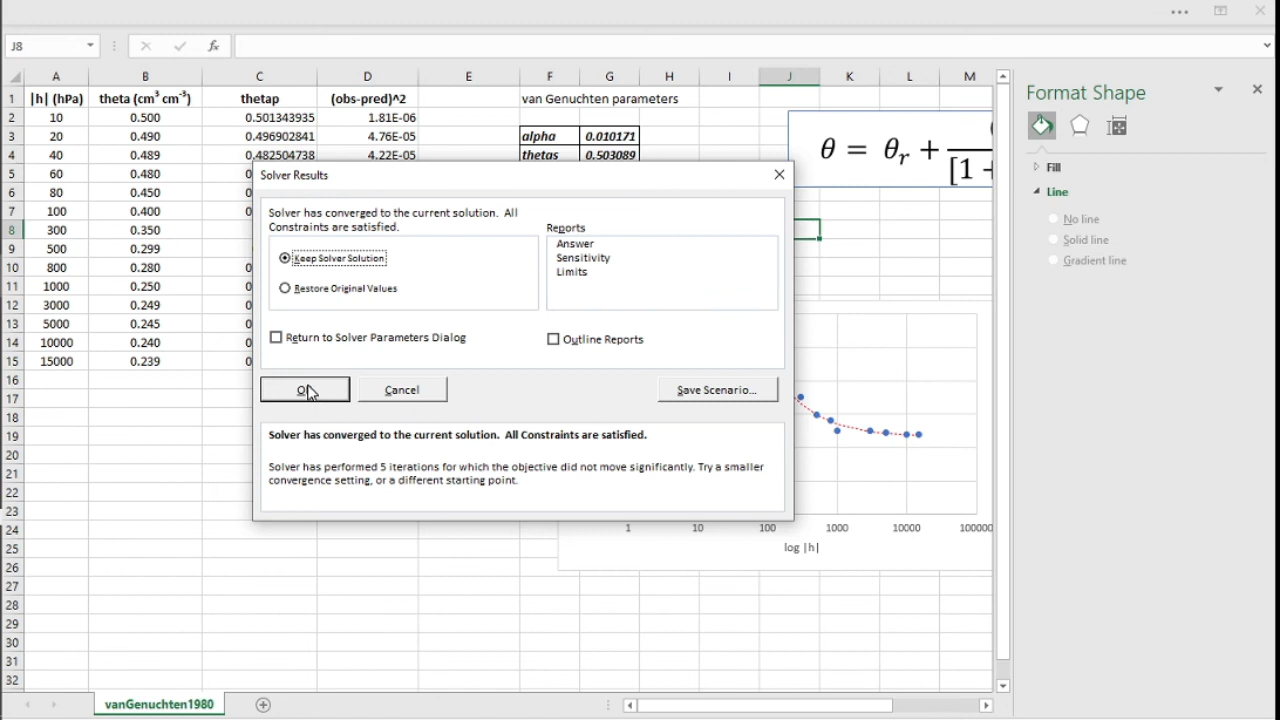 J8
fx
A B C D E F G H I J K L M
1 |h| (hPa) theta (cm³ cm⁻³) thetap (obs-pred)^2 van Genuchten parameters
2 10 0.500 0.501343935 1.81E-06
3 20 0.490 0.496902841 4.76E-05 alpha 0.010171
4 40 0.489 0.482504738 4.22E-05 thetas 0.503089
5 60 0.480
6 80 0.450
7 100 0.400
8 300 0.350
9 500 0.299
10 800 0.280
11 1000 0.250
12 3000 0.249
13 5000 0.245
14 10000 0.240
15 15000 0.239
16
17
18
19
20
21
22
23
24
25
26
27
28
29
30
31
32
θ = θr +
[1 +
Solver Results
Solver has converged to the current solution. All
Constraints are satisfied.
Keep Solver Solution
Restore Original Values
Reports
Answer
Sensitivity
Limits
Return to Solver Parameters Dialog
Outline Reports
Cancel
Save Scenario...
Solver has converged to the current solution. All Constraints are satisfied.
Solver has performed 5 iterations for which the objective did not move significantly. Try a smaller
convergence setting, or a different starting point.
1 10 100 1000 10000 100000
log |h|
Format Shape
Fill
Line
No line
Solid line
Gradient line
vanGenuchten1980